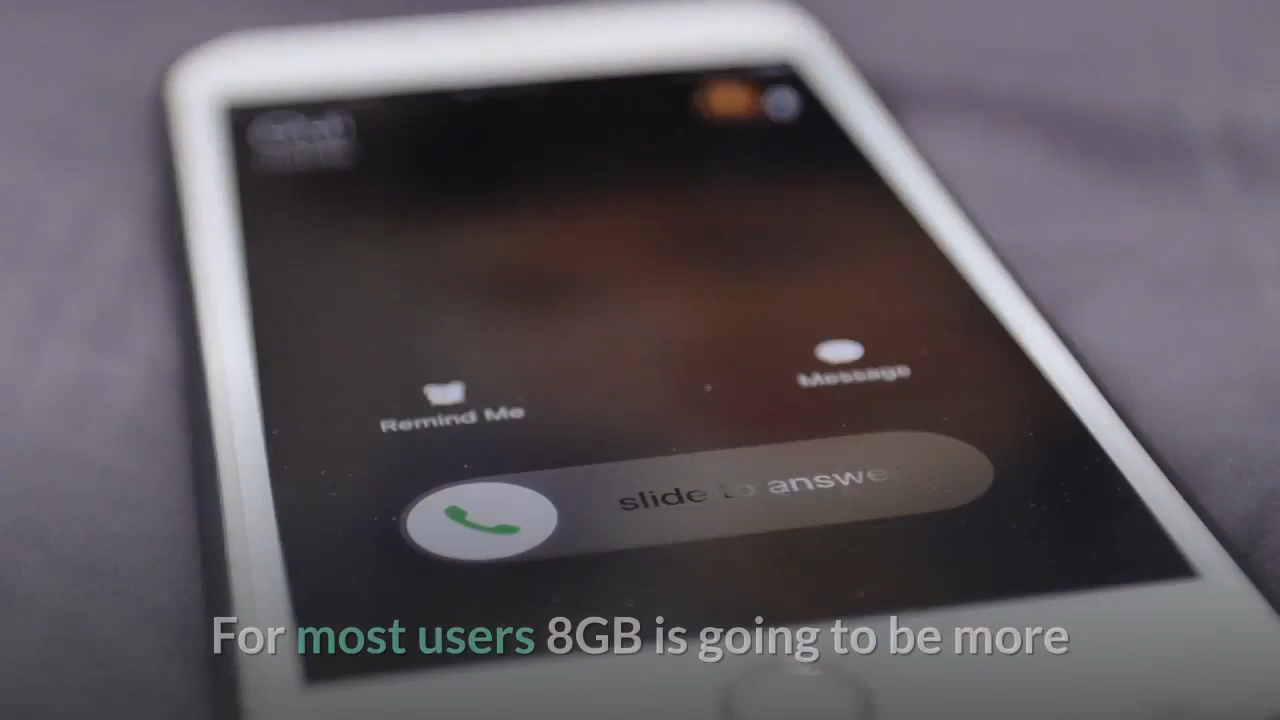 Message
Remind Me
slide to answe
For most users 8GB is going to be more